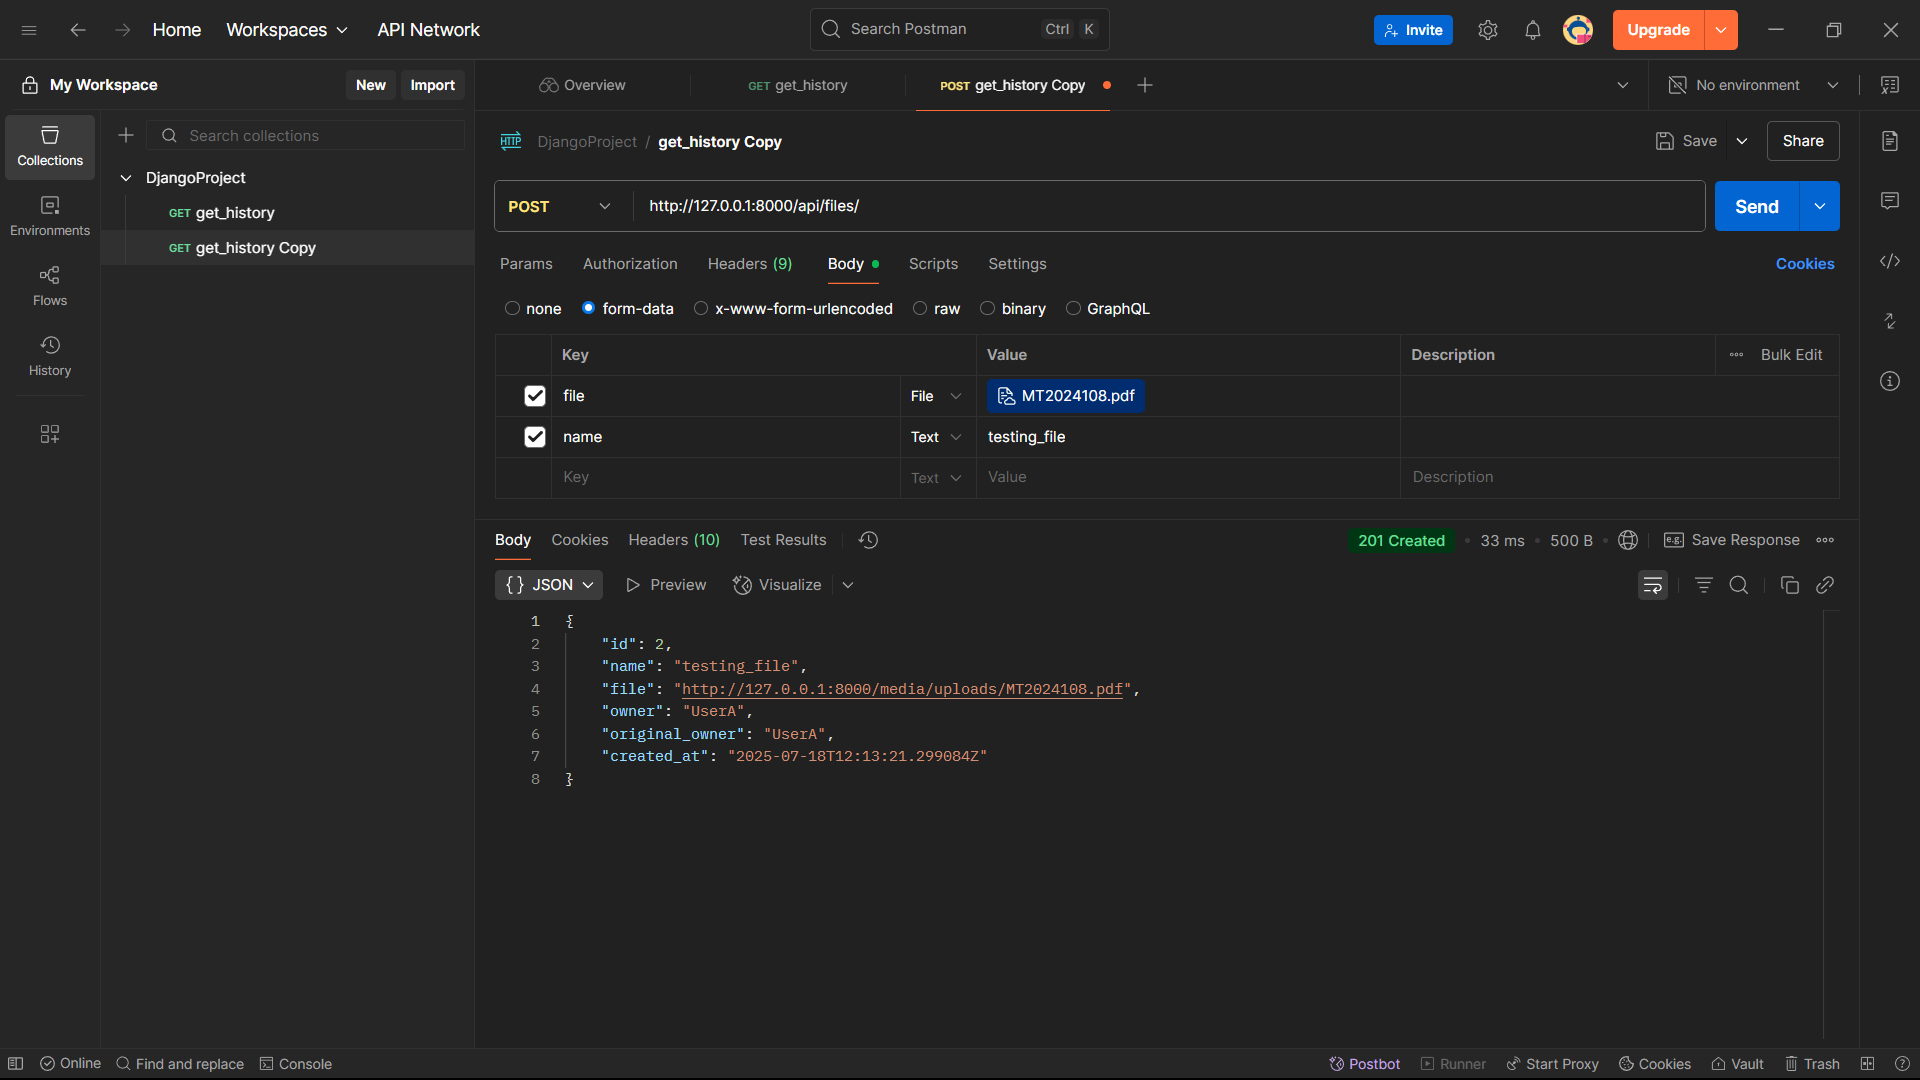 Home Workspaces API Network Search Postman Ctrl K Invite Upgrade
My Workspace New Import Overview GET get_history POST get_history Copy No environment
Collections
Environments
Flows
History
Search collections
DjangoProject
GET get_history
GET get_history Copy
HTTP DjangoProject / get_history Copy Save Share
POST http://127.0.0.1:8000/api/files/ Send
Params Authorization Headers (9) Body Scripts Settings Cookies
none form-data x-www-form-urlencoded raw binary GraphQL
Key Value Description Bulk Edit
file File MT2024108.pdf
name Text testing_file
Key Text Value Description
Body Cookies Headers (10) Test Results 201 Created 33 ms 500 B e.g. Save Response
{} JSON Preview Visualize
1 {
2 "id": 2,
3 "name": "testing_file",
4 "file": "http://127.0.0.1:8000/media/uploads/MT2024108.pdf",
5 "owner": "UserA",
6 "original_owner": "UserA",
7 "created_at": "2025-07-18T12:13:21.299084Z"
8 }
Online Find and replace Console Postbot Runner Start Proxy Cookies Vault Trash